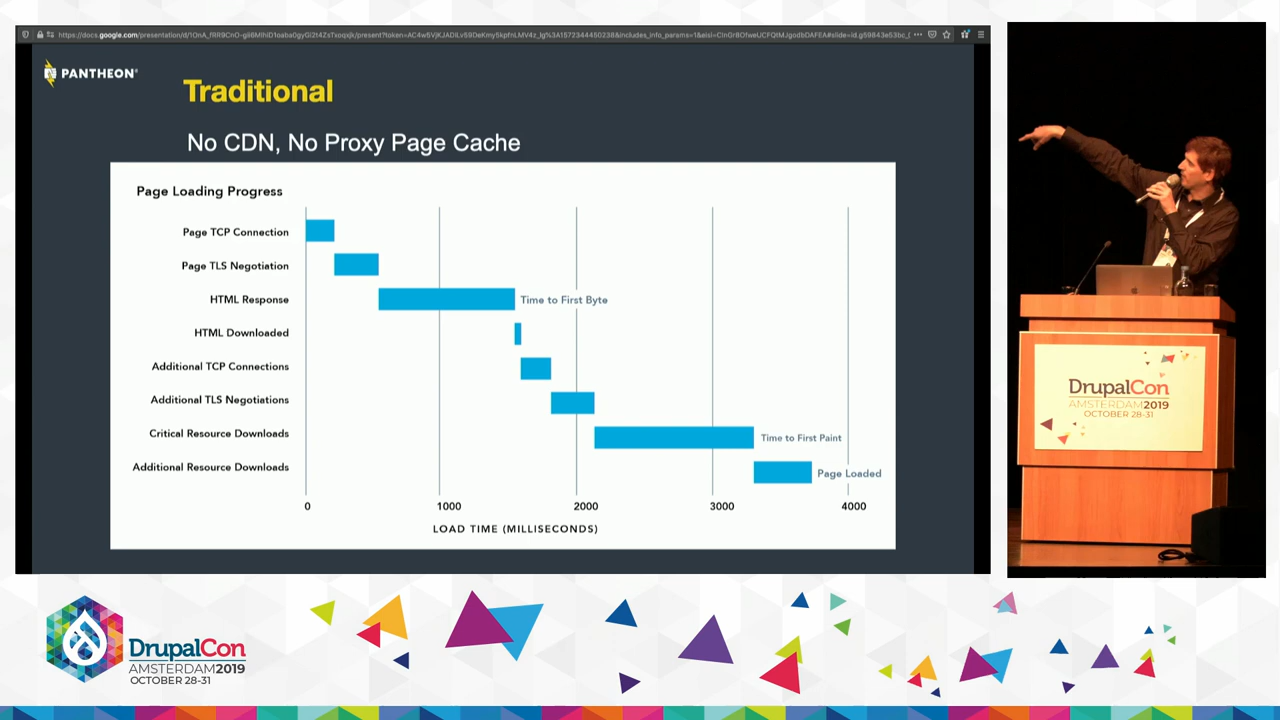 PANTHEON
Traditional
No CDN, No Proxy Page Cache
Page Loading Progress
Page TCP Connection
Page TLS Negotiation
HTML Response
Time to First Byte
HTML Downloaded
Additional TCP Connections
Additional TLS Negotiations
Critical Resource Downloads
Time to First Paint
Additional Resource Downloads
Page Loaded
0 1000 2000 3000 4000
LOAD TIME (MILLISECONDS)
DrupalCon
AMSTERDAM2019
OCTOBER 28-31
DrupalCon
AMSTERDAM2019
OCTOBER 28-31